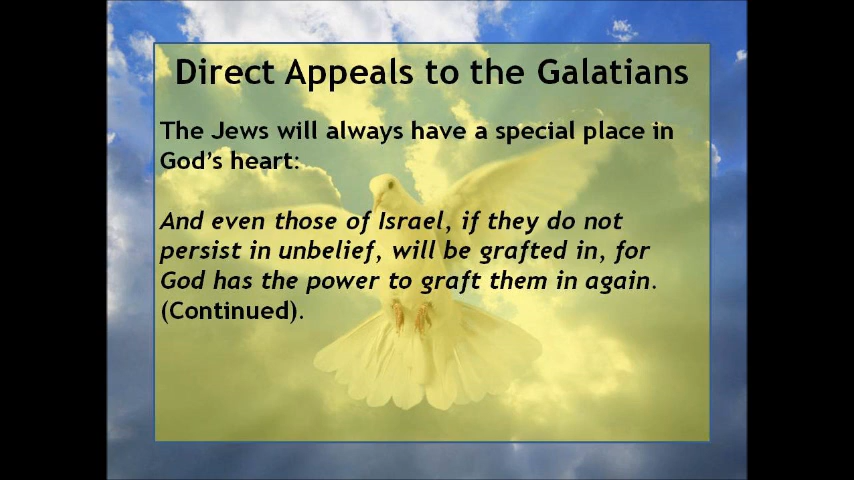 Direct Appeals to the Galatians
The Jews will always have a special place in
God’s heart:
And even those of Israel, if they do not
persist in unbelief, will be grafted in, for
God has the power to graft them in again.
(Continued).